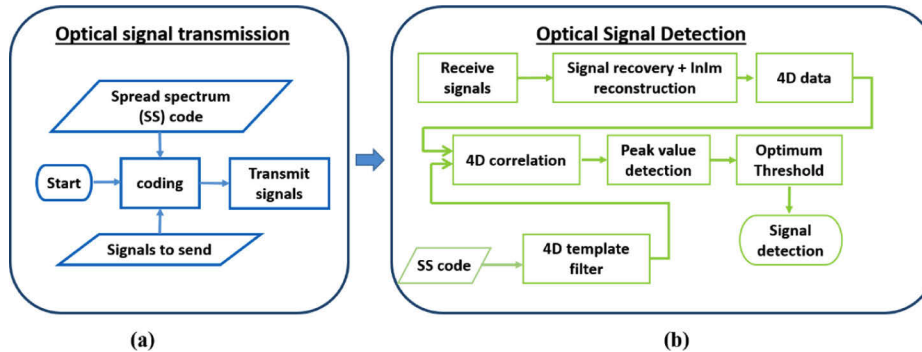 Optical signal transmission
Spread spectrum
(SS) code
Start
coding
Transmit
signals
Signals to send
(a)
Optical Signal Detection
Receive
signals
Signal recovery + InIm
reconstruction
4D data
4D correlation
Peak value
detection
Optimum
Threshold
Signal
detection
SS code
4D template
filter
(b)